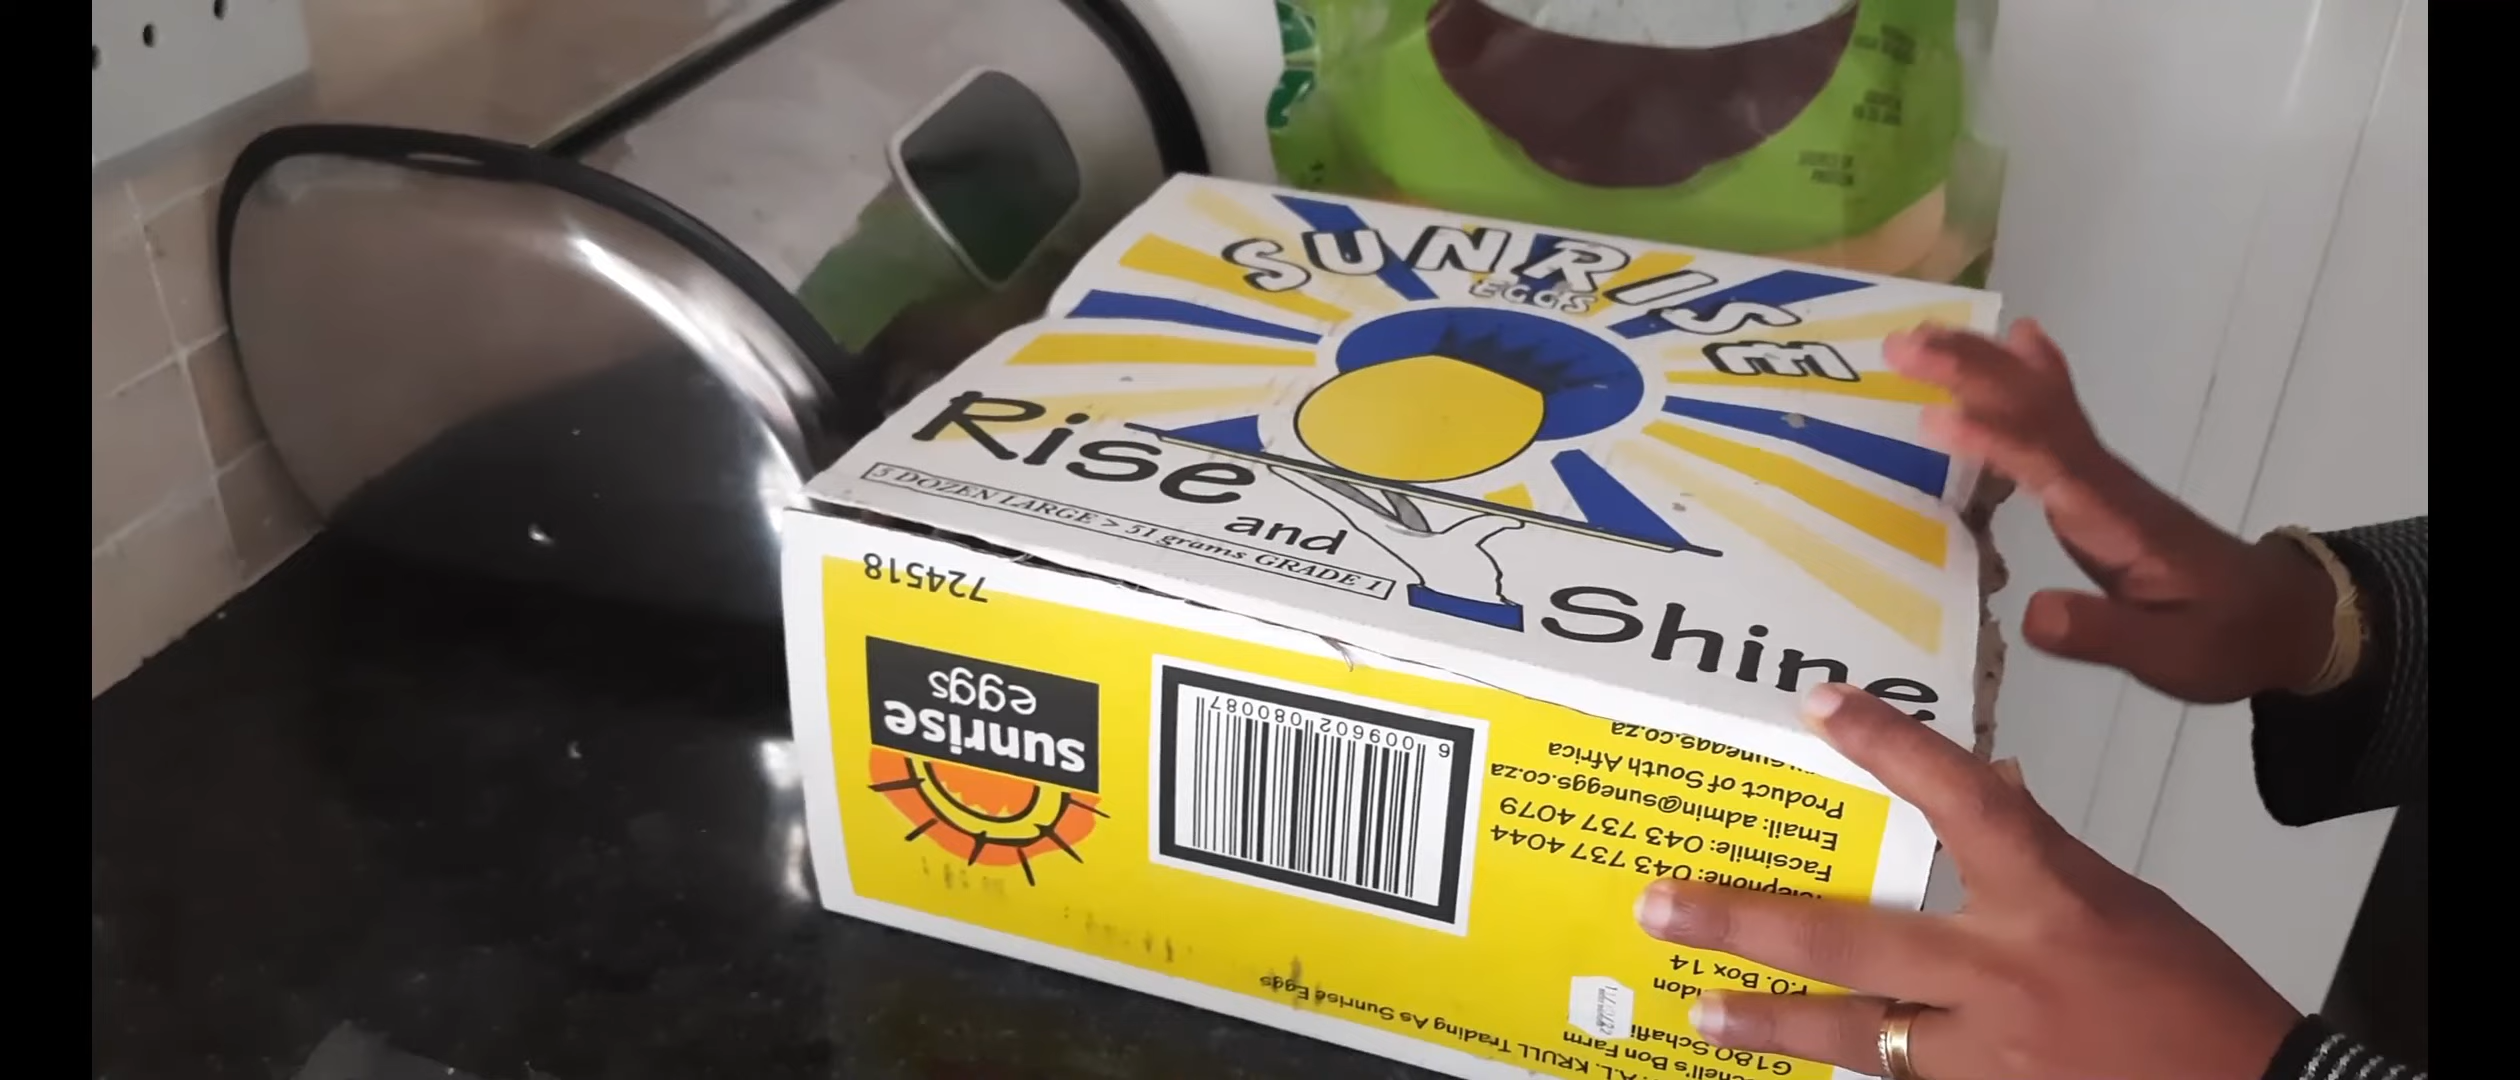 SUNRISE
EGGS
Rise and Shine
5 DOZEN LARGE > 51 grams GRADE 1
724518
sunrise
eggs
6 009602 080087
A.L. KRULL Trading As Sunrise Eggs
Bon Farm
G180
P.O. Box 14
Telephone: 043 737 4044
Facsimile: 043 737 4079
Email: admin@suneggs.co.za
Product of South Africa
suneggs.co.za